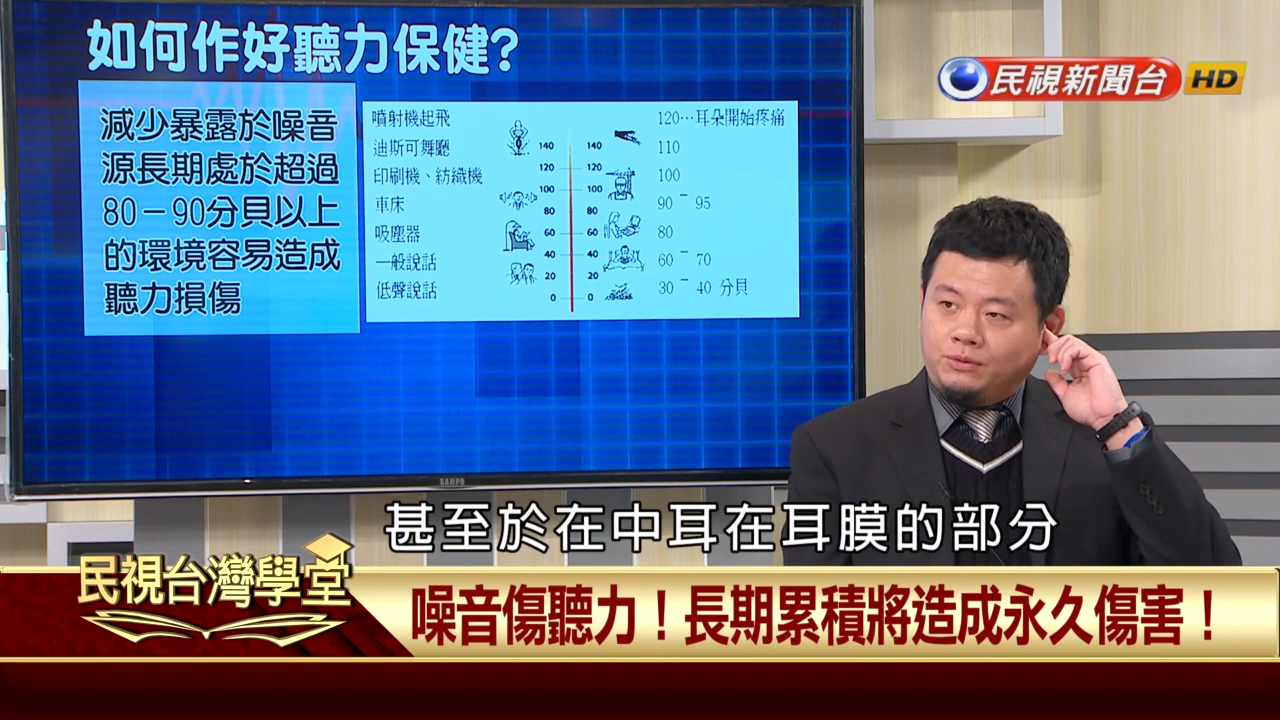 如何作好聽力保健?
民視新聞台 HD
減少暴露於噪音
源長期處於超過
80－90分貝以上
的環境容易造成
聽力損傷
噴射機起飛 120…耳朵開始疼痛
迪斯可舞廳 110
印刷機、紡織機 100
車床 90 - 95
吸塵器 80
一般說話 60 - 70
低聲說話 30 - 40 分貝
140 140
120 120
100 100
80 80
60 60
40 40
20 20
0 0
SAMPO
甚至於在中耳在耳膜的部分
民視台灣學堂
噪音傷聽力！長期累積將造成永久傷害！